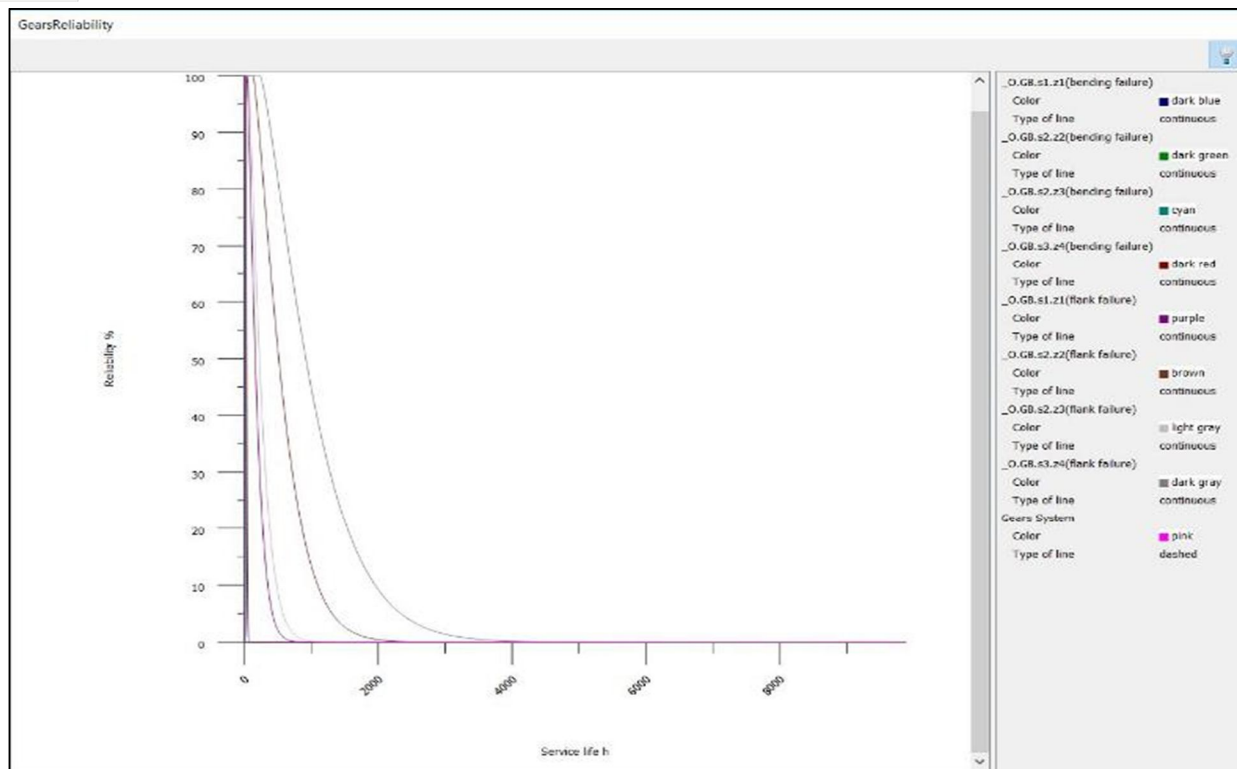 GearsReliability
100
90
80
70
60
50
40
30
20
10
0
Reliability %
0
2000
4000
6000
8000
Service life h
_O.GB.s1.z1(bending failure)
Color dark blue
Type of line continuous
_O.GB.s2.z2(bending failure)
Color dark green
Type of line continuous
_O.GB.s2.z3(bending failure)
Color cyan
Type of line continuous
_O.GB.s3.z4(bending failure)
Color dark red
Type of line continuous
_O.GB.s1.z1(flank failure)
Color purple
Type of line continuous
_O.GB.s2.z2(flank failure)
Color brown
Type of line continuous
_O.GB.s2.z3(flank failure)
Color light gray
Type of line continuous
_O.GB.s3.z4(flank failure)
Color dark gray
Type of line continuous
Gears System
Color pink
Type of line dashed